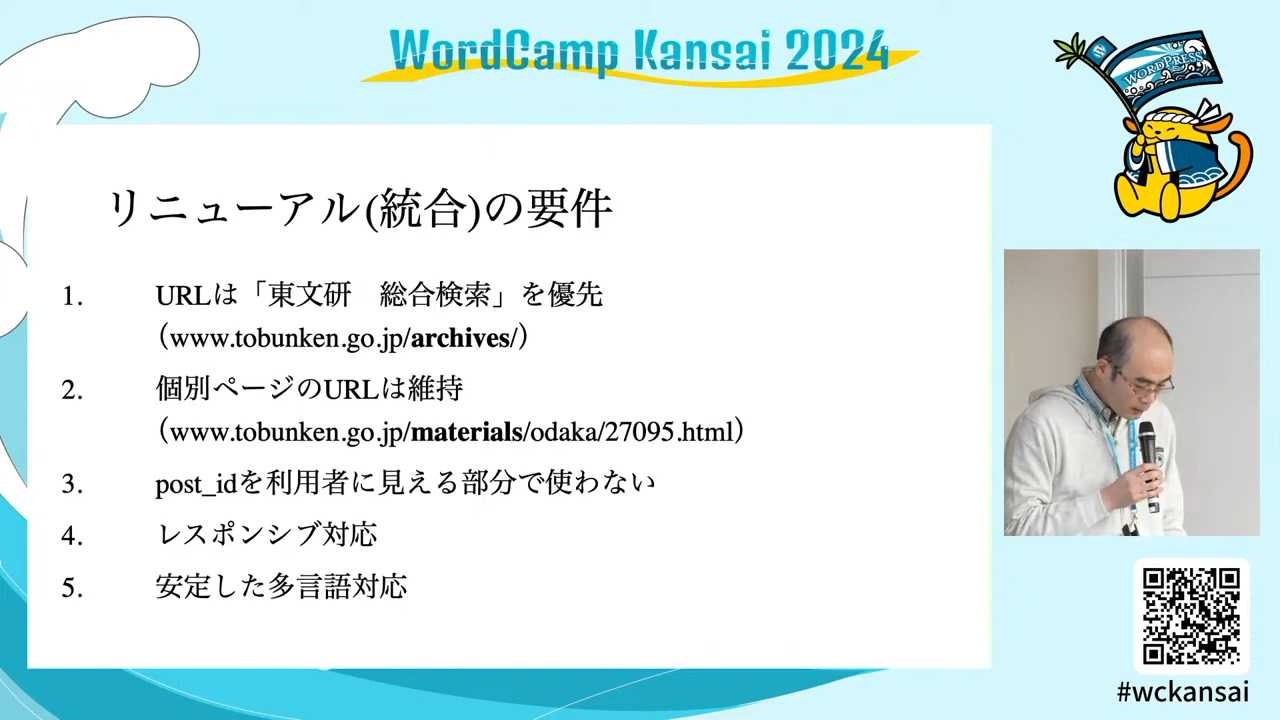 WordCamp Kansai 2024
WORDPRESS
リニューアル(統合)の要件
1. URLは「東文研　総合検索」を優先
（www.tobunken.go.jp/archives/）
2. 個別ページのURLは維持
（www.tobunken.go.jp/materials/odaka/27095.html）
3. post_idを利用者に見える部分で使わない
4. レスポンシブ対応
5. 安定した多言語対応
#wckansai